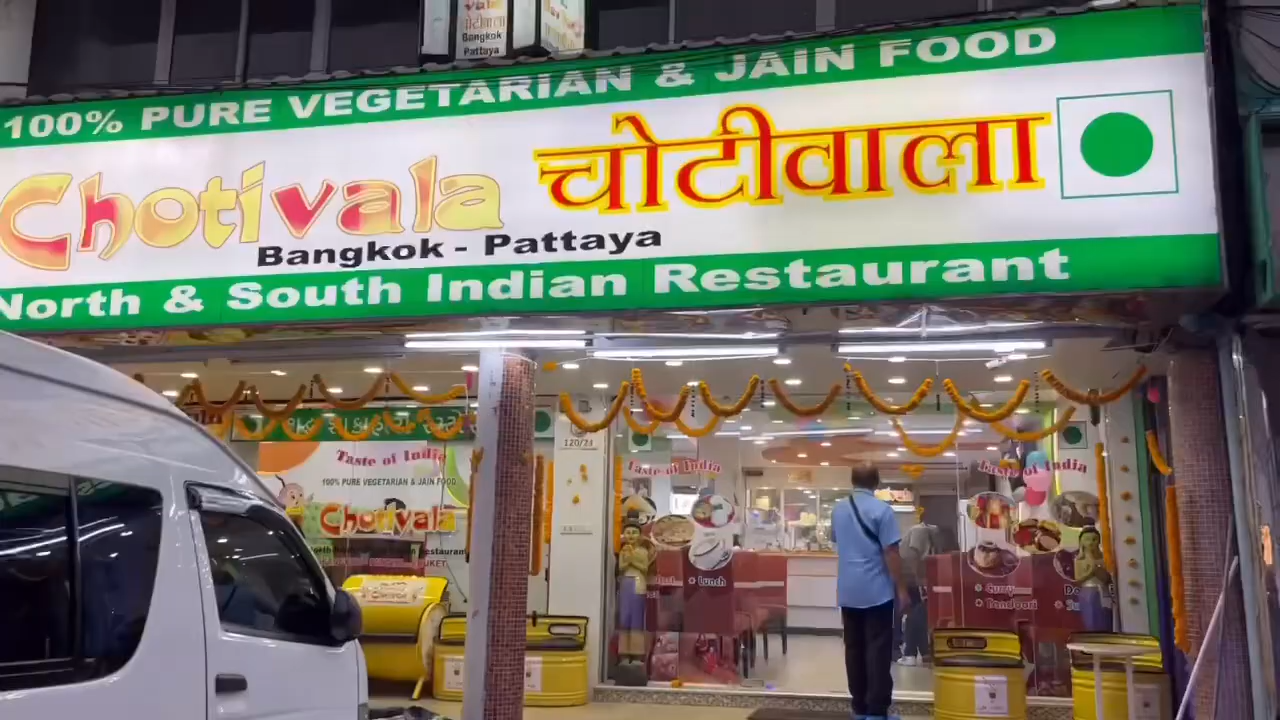 चोटीवाला
Bangkok
Pattaya
100% PURE VEGETARIAN & JAIN FOOD
Chotivala चोटीवाला
Bangkok - Pattaya
North & South Indian Restaurant
120/23
Taste of India
100% PURE VEGETARIAN & JAIN FOOD
Chotivala
Restaurant
Taste of India
Lunch
Taste of India
Curry
Tandoori